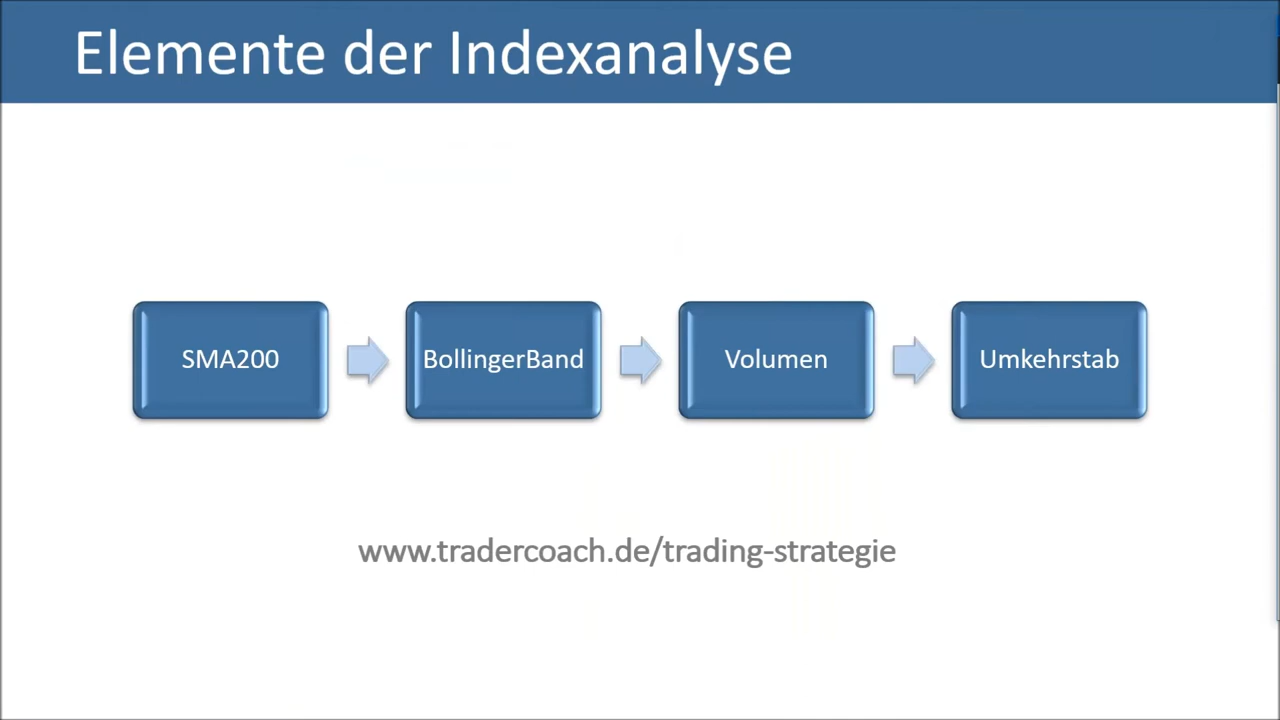 Elemente der Indexanalyse
SMA200
BollingerBand
Volumen
Umkehrstab
www.tradercoach.de/trading-strategie